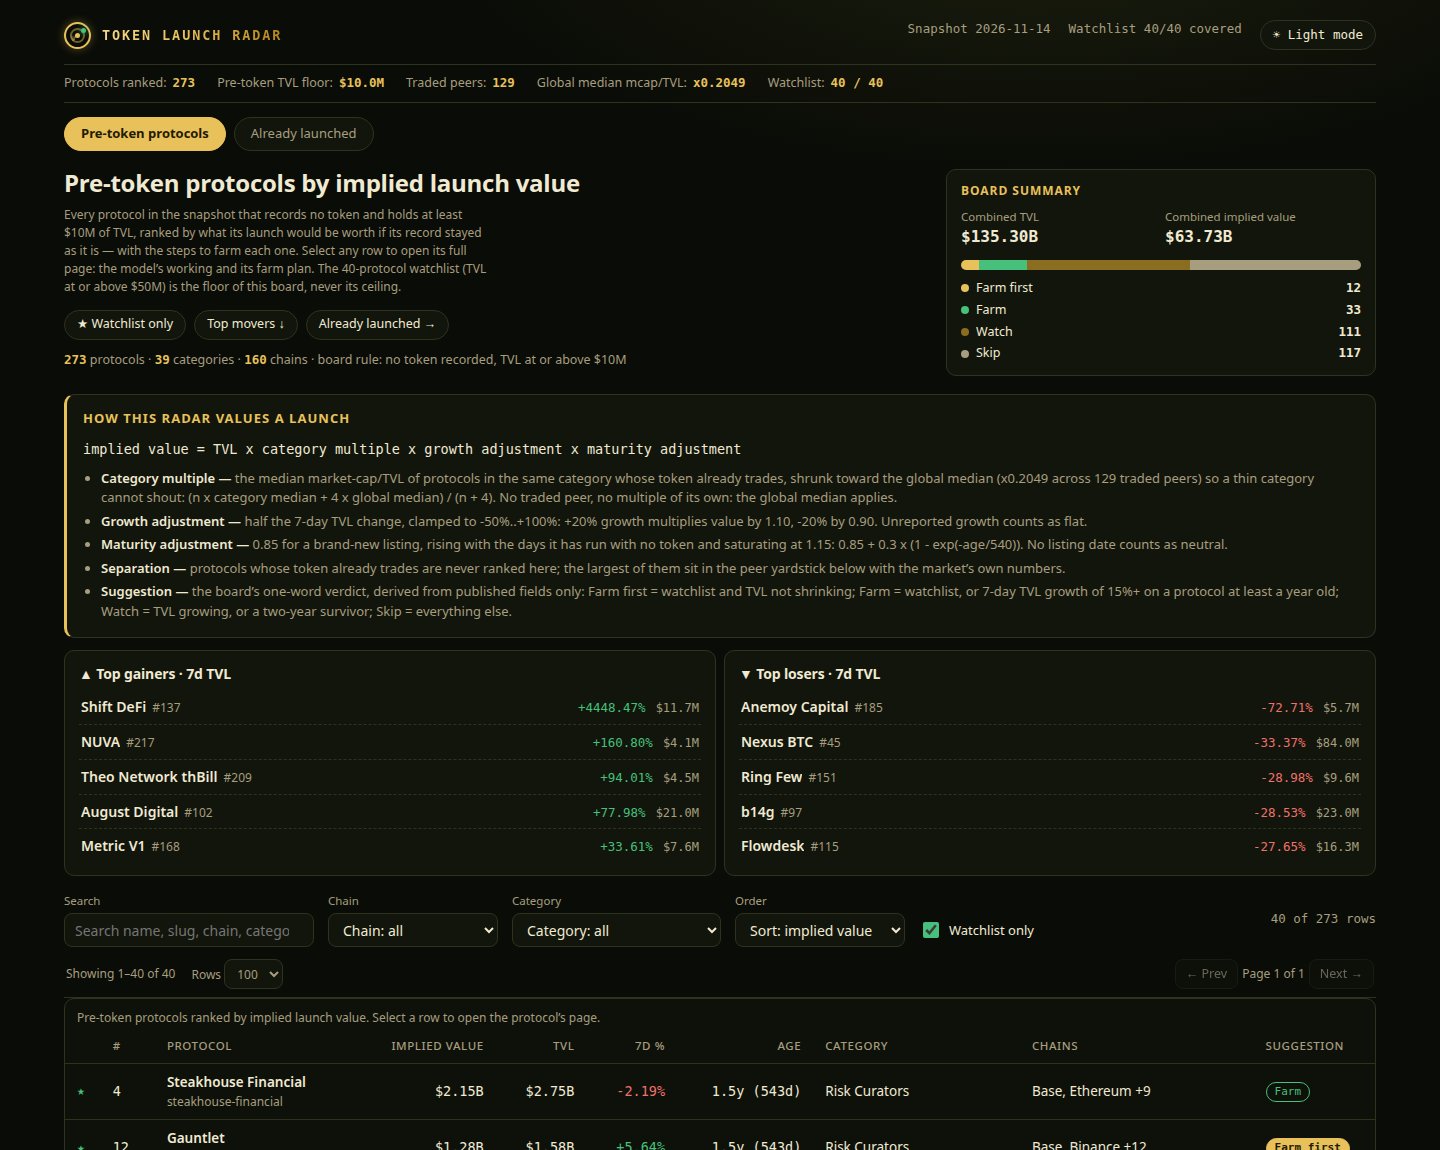 TOKEN LAUNCH RADAR
Snapshot 2026-11-14 Watchlist 40/40 covered ☀ Light mode
Protocols ranked: 273 Pre-token TVL floor: $10.0M Traded peers: 129 Global median mcap/TVL: x0.2049 Watchlist: 40 / 40
Pre-token protocols Already launched
Pre-token protocols by implied launch value
Every protocol in the snapshot that records no token and holds at least
$10M of TVL, ranked by what its launch would be worth if its record stayed
as it is — with the steps to farm each one. Select any row to open its full
page: the model's working and its farm plan. The 40-protocol watchlist (TVL
at or above $50M) is the floor of this board, never its ceiling.
★ Watchlist only Top movers ↓ Already launched →
273 protocols · 39 categories · 160 chains · board rule: no token recorded, TVL at or above $10M
BOARD SUMMARY
Combined TVL Combined implied value
$135.30B $63.73B
Farm first 12
Farm 33
Watch 111
Skip 117
HOW THIS RADAR VALUES A LAUNCH
implied value = TVL x category multiple x growth adjustment x maturity adjustment
Category multiple — the median market-cap/TVL of protocols in the same category whose token already trades, shrunk toward the global median (x0.2049 across 129 traded peers) so a thin category
cannot shout: (n x category median + 4 x global median) / (n + 4). No traded peer, no multiple of its own: the global median applies.
Growth adjustment — half the 7-day TVL change, clamped to -50%..+100%: +20% growth multiplies value by 1.10, -20% by 0.90. Unreported growth counts as flat.
Maturity adjustment — 0.85 for a brand-new listing, rising with the days it has run with no token and saturating at 1.15: 0.85 + 0.3 x (1 - exp(-age/540)). No listing date counts as neutral.
Separation — protocols whose token already trades are never ranked here; the largest of them sit in the peer yardstick below with the market's own numbers.
Suggestion — the board's one-word verdict, derived from published fields only: Farm first = watchlist and TVL not shrinking; Farm = watchlist, or 7-day TVL growth of 15%+ on a protocol at least a year old;
Watch = TVL growing, or a two-year survivor; Skip = everything else.
▲ Top gainers · 7d TVL
Shift DeFi #137 +4448.47% $11.7M
NUVA #217 +160.80% $4.1M
Theo Network thBill #209 +94.01% $4.5M
August Digital #102 +77.98% $21.0M
Metric V1 #168 +33.61% $7.6M
▼ Top losers · 7d TVL
Anemoy Capital #185 -72.71% $5.7M
Nexus BTC #45 -33.37% $84.0M
Ring Few #151 -28.98% $9.6M
b14g #97 -28.53% $23.0M
Flowdesk #115 -27.65% $16.3M
Search Chain Category Order
Search name, slug, chain, catego Chain: all Category: all Sort: implied value Watchlist only 40 of 273 rows
Showing 1–40 of 40 Rows 100 ← Prev Page 1 of 1 Next →
Pre-token protocols ranked by implied launch value. Select a row to open the protocol's page.
# PROTOCOL IMPLIED VALUE TVL 7D % AGE CATEGORY CHAINS SUGGESTION
★ 4 Steakhouse Financial $2.15B $2.75B -2.19% 1.5y (543d) Risk Curators Base, Ethereum +9 Farm
steakhouse-financial
★ 12 Gauntlet $1.28B $1.58B +5.64% 1.5y (543d) Risk Curators Base, Binance +12 Farm first